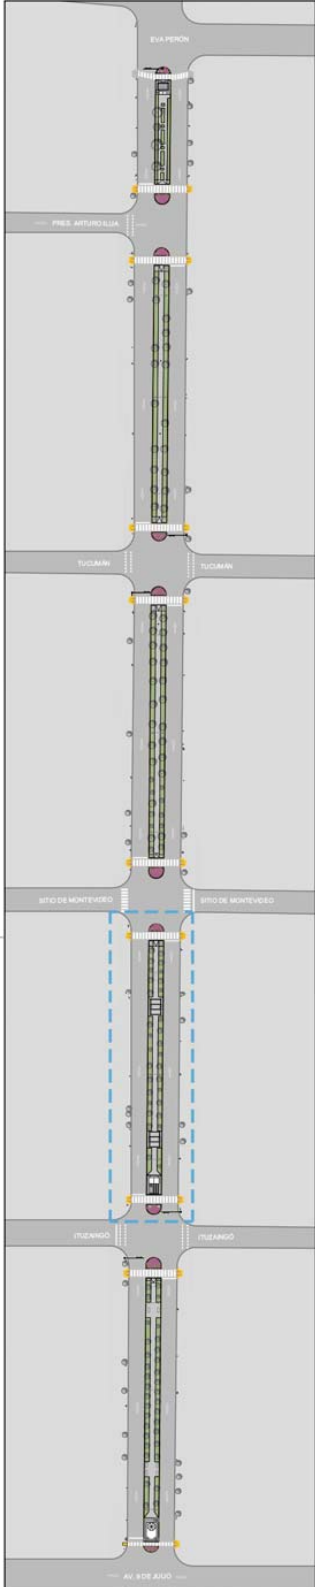 EVA PERÓN
PRES. ARTURO ILLIA
TUCUMÁN
TUCUMÁN
SITIO DE MONTEVIDEO
SITIO DE MONTEVIDEO
ITUZAINGÓ
ITUZAINGÓ
AV. 9 DE JULIO